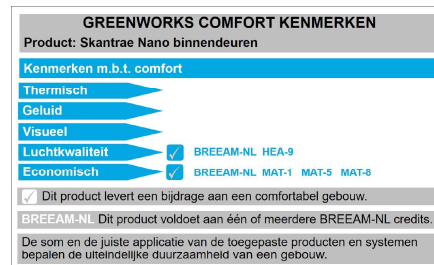 GREENWORKS COMFORT KENMERKEN
Product: Skantrae Nano binnendeuren
Kenmerken m.b.t. comfort
Thermisch
Geluid
Visueel
Luchtkwaliteit BREEAM-NL HEA-9
Economisch BREEAM-NL MAT-1 MAT-5 MAT-8
Dit product levert een bijdrage aan een comfortabel gebouw.
BREEAM-NL Dit product voldoet aan één of meerdere BREEAM-NL credits.
De som en de juiste applicatie van de toegepaste producten en systemen
bepalen de uiteindelijke duurzaamheid van een gebouw.